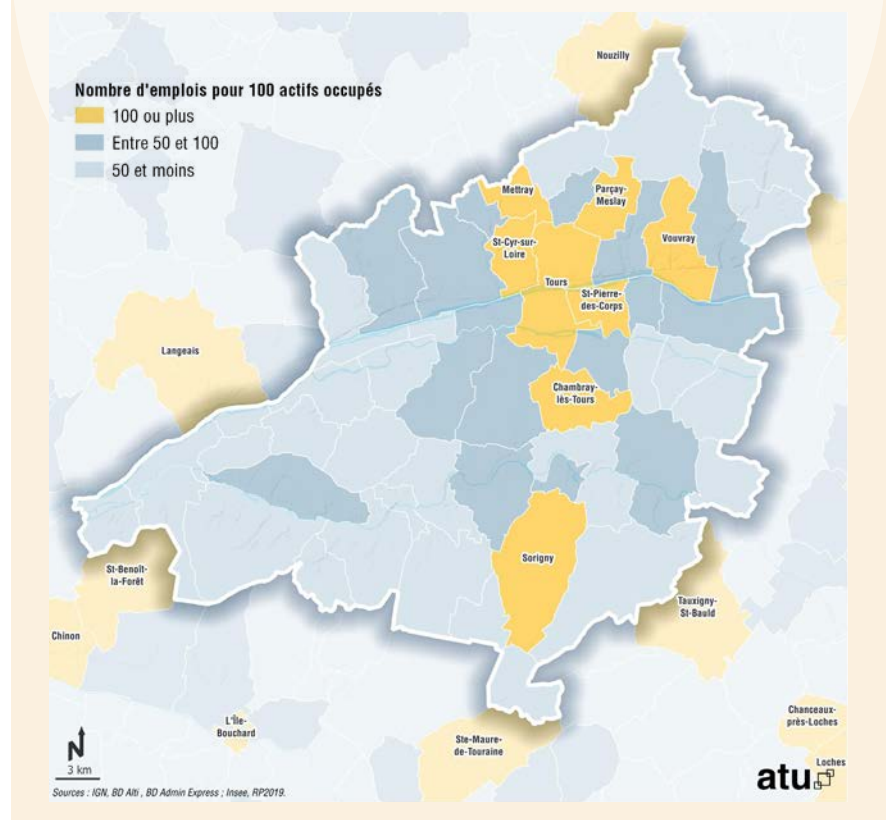 Nouzilly
Nombre d'emplois pour 100 actifs occupés
100 ou plus
Entre 50 et 100
50 et moins
Mettray
Parçay-
Meslay
St-Cyr-sur-
Loire
Vouvray
Tours
St-Pierre-
des-Corps
Langeais
Chambray-
lès-Tours
Sorigny
St-Benoît-
la-Forêt
Tauxigny-
St-Bauld
Chinon
L'Île-
Bouchard
Ste-Maure-
de-Touraine
Chanceaux-
près-Loches
Loches
N
3 km
atu
Sources : IGN, BD Alti , BD Admin Express ; Insee, RP2019.